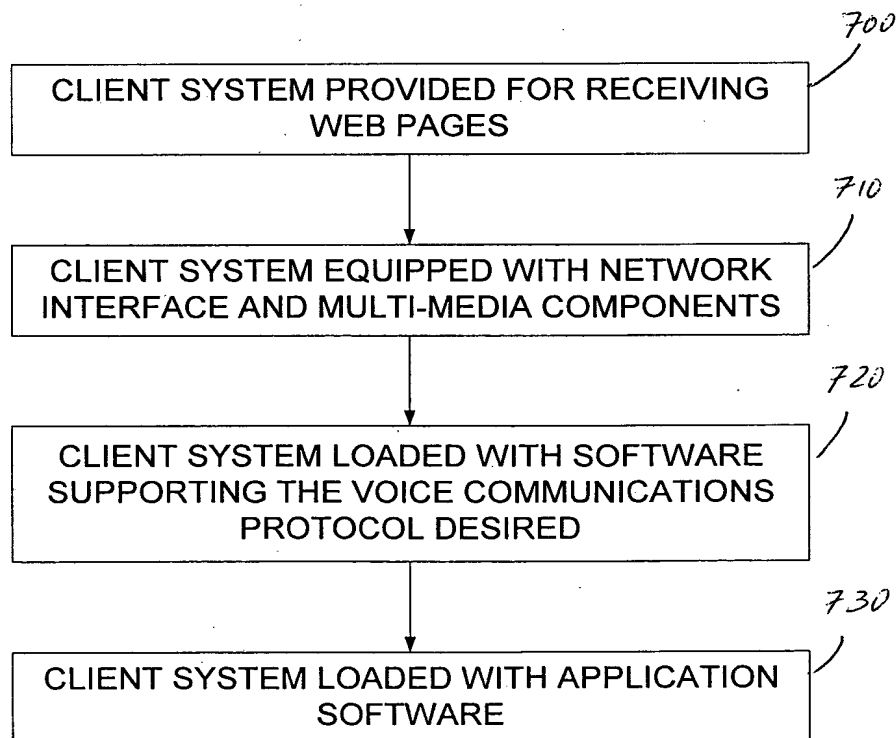 700
CLIENT SYSTEM PROVIDED FOR RECEIVING
WEB PAGES
710
CLIENT SYSTEM EQUIPPED WITH NETWORK
INTERFACE AND MULTI-MEDIA COMPONENTS
720
CLIENT SYSTEM LOADED WITH SOFTWARE
SUPPORTING THE VOICE COMMUNICATIONS
PROTOCOL DESIRED
730
CLIENT SYSTEM LOADED WITH APPLICATION
SOFTWARE